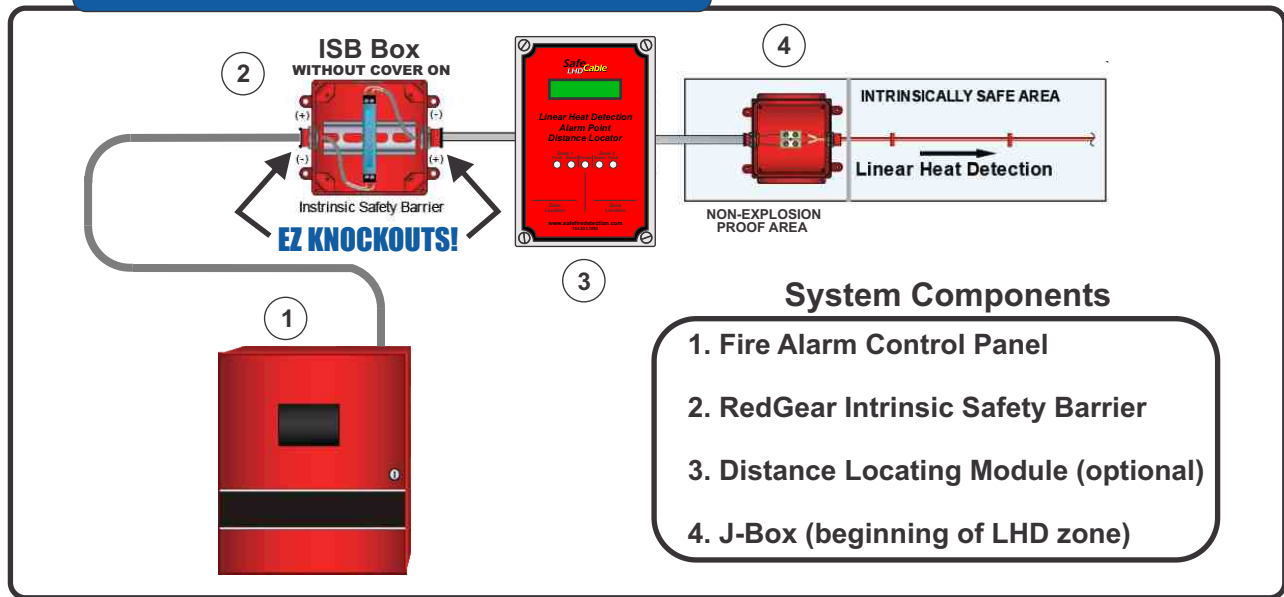 ISB Box
WITHOUT COVER ON
2
(+)
(-)
(-)
(+)
Instrinsic Safety Barrier
EZ KNOCKOUTS!
Safe
LHD Cable
Linear Heat Detection
Alarm Point
Distance Locator
www.safefiredetection.com
3
4
INTRINSICALLY SAFE AREA
Linear Heat Detection
NON-EXPLOSION
PROOF AREA
1
System Components
1. Fire Alarm Control Panel
2. RedGear Intrinsic Safety Barrier
3. Distance Locating Module (optional)
4. J-Box (beginning of LHD zone)